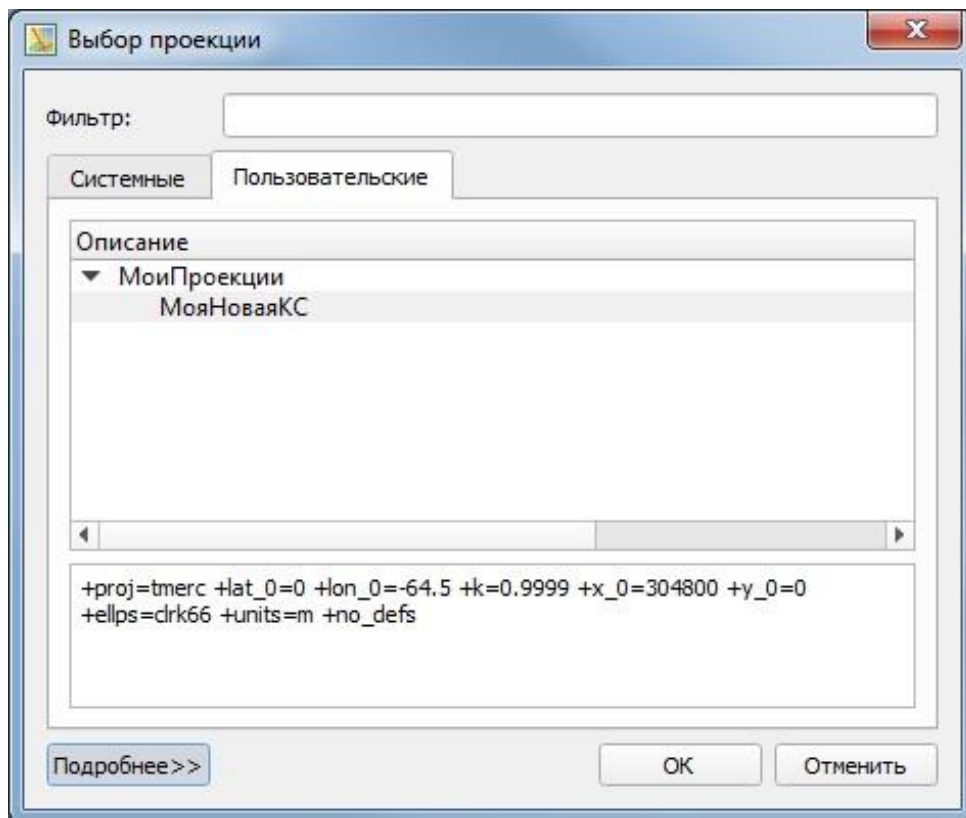 Выбор проекции
Фильтр:
Системные Пользовательские
Описание
МоиПроекции
МояНоваяКС
+proj=tmerc +lat_0=0 +lon_0=-64.5 +k=0.9999 +x_0=304800 +y_0=0
+ellps=clrk66 +units=m +no_defs
Подробнее>> OK Отменить